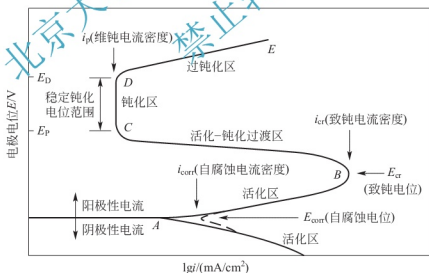 北京大
禁止
iₚ(维钝电流密度)
E
过钝化区
E_D
D
稳定钝化
电位范围
钝化区
E_P
C
活化-钝化过渡区
i_cr(致钝电流密度)
电极电位E/V
B
E_cr
(致钝电位)
i_corr(自腐蚀电流密度)
活化区
阳极性电流
阴极性电流
A
E_corr(自腐蚀电位)
活化区
lgi/(mA/cm²)